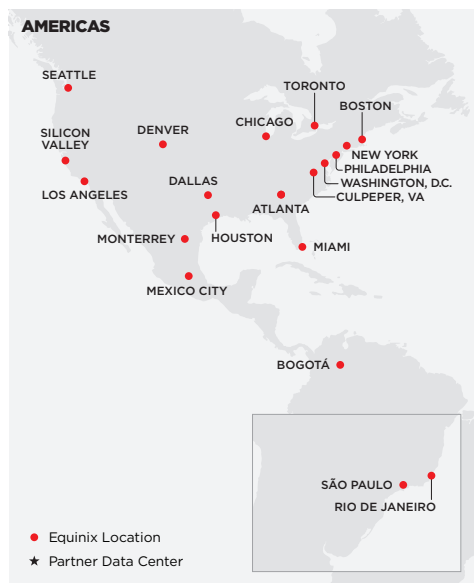 AMERICAS
SEATTLE
TORONTO
BOSTON
CHICAGO
SILICON
VALLEY
DENVER
NEW YORK
PHILADELPHIA
WASHINGTON, D.C.
CULPEPER, VA
LOS ANGELES
DALLAS
ATLANTA
MONTERREY
HOUSTON
MIAMI
MEXICO CITY
BOGOTÁ
SÃO PAULO
RIO DE JANEIRO
Equinix Location
★ Partner Data Center